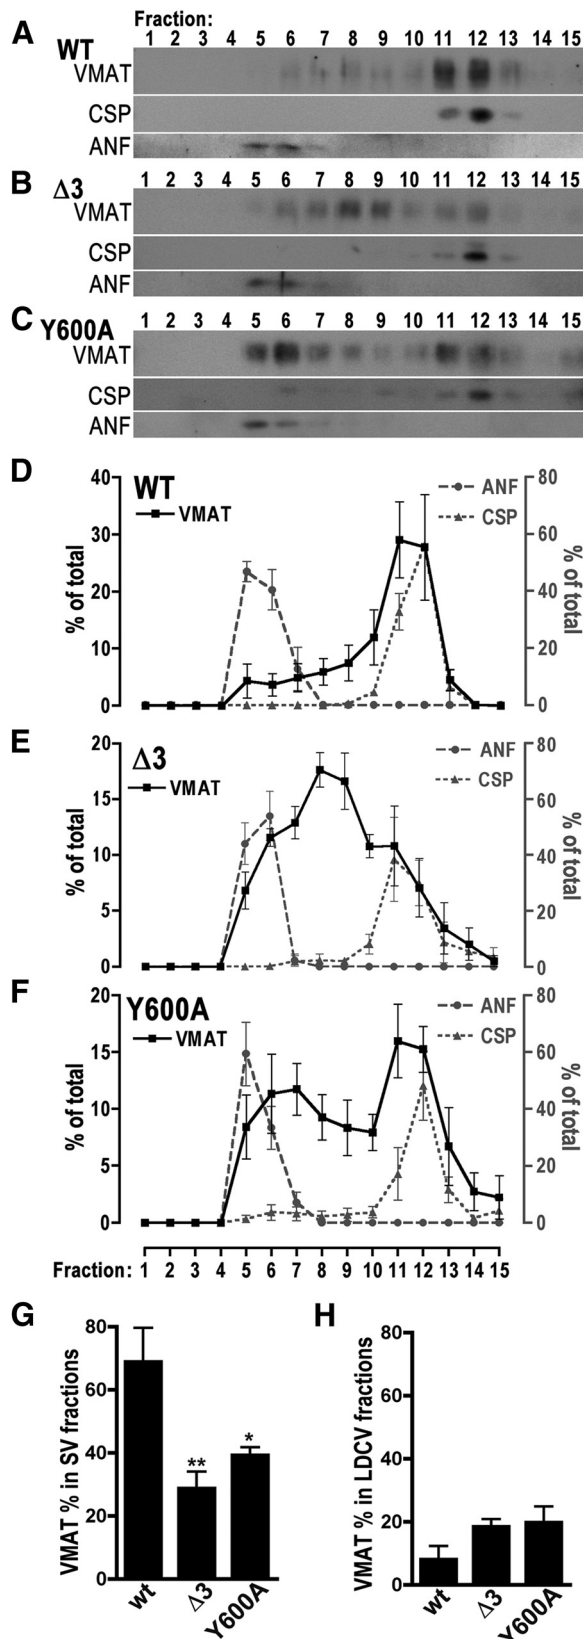 A
Fraction:
1 2 3 4 5 6 7 8 9 10 11 12 13 14 15
WT
VMAT
CSP
ANF
B
1 2 3 4 5 6 7 8 9 10 11 12 13 14 15
Δ3
VMAT
CSP
ANF
C
1 2 3 4 5 6 7 8 9 10 11 12 13 14 15
Y600A
VMAT
CSP
ANF
D
WT
VMAT
ANF
CSP
40
30
20
10
0
% of total
80
60
40
20
0
% of total
E
Δ3
VMAT
ANF
CSP
20
15
10
5
0
% of total
80
60
40
20
0
% of total
F
Y600A
VMAT
ANF
CSP
20
15
10
5
0
% of total
80
60
40
20
0
% of total
Fraction: 1 2 3 4 5 6 7 8 9 10 11 12 13 14 15
G
80
60
40
20
0
VMAT % in SV fractions
**
*
wt
Δ3
Y600A
H
80
60
40
20
0
VMAT % in LDCV fractions
wt
Δ3
Y600A